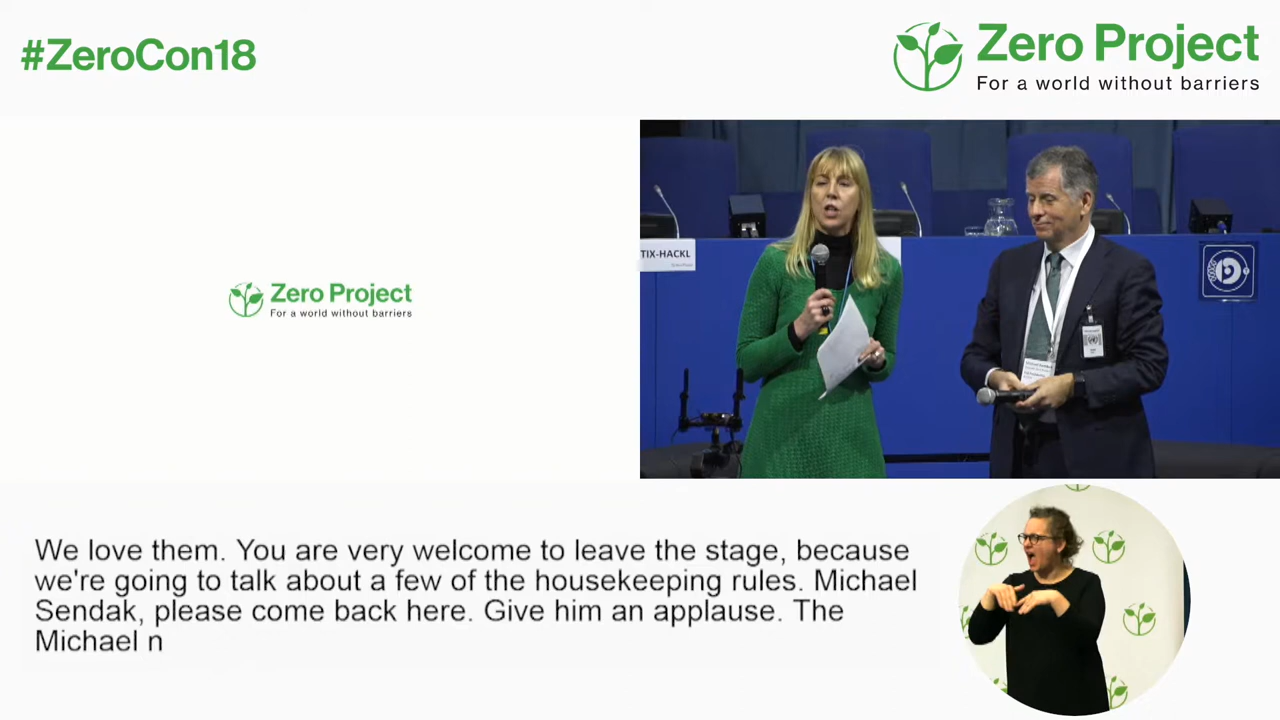 #ZeroCon18
Zero Project
For a world without barriers
Zero Project
For a world without barriers
TIX-HACKL
We love them. You are very welcome to leave the stage, because
we're going to talk about a few of the housekeeping rules. Michael
Sendak, please come back here. Give him an applause. The
Michael n